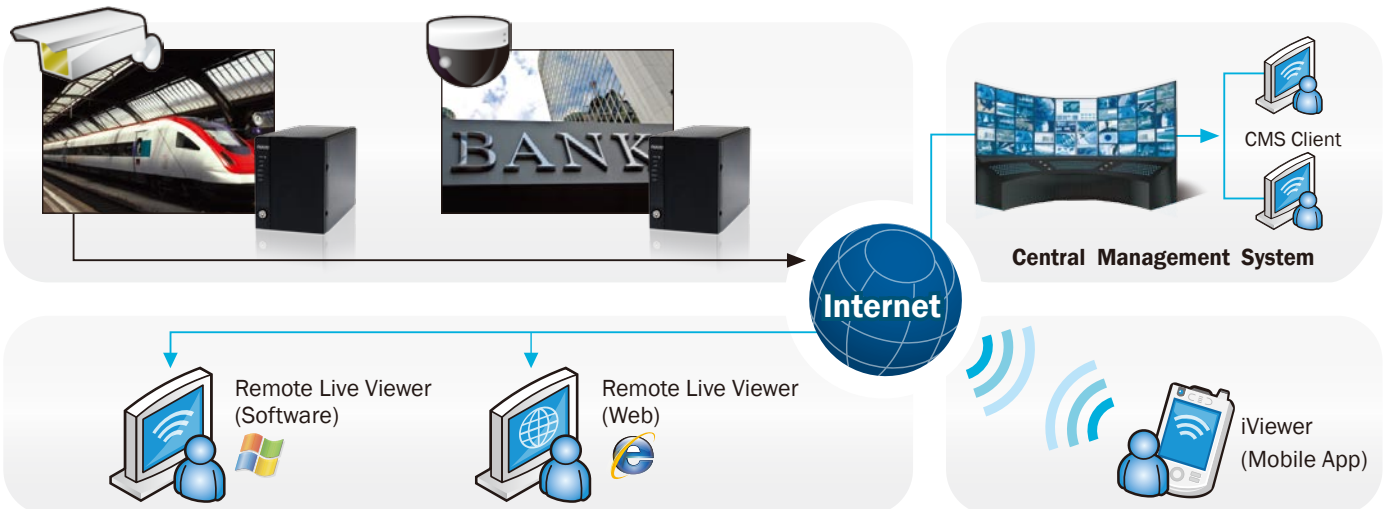 BANK
CMS Client
Central Management System
Internet
Remote Live Viewer
(Software)
Remote Live Viewer
(Web)
iViewer
(Mobile App)